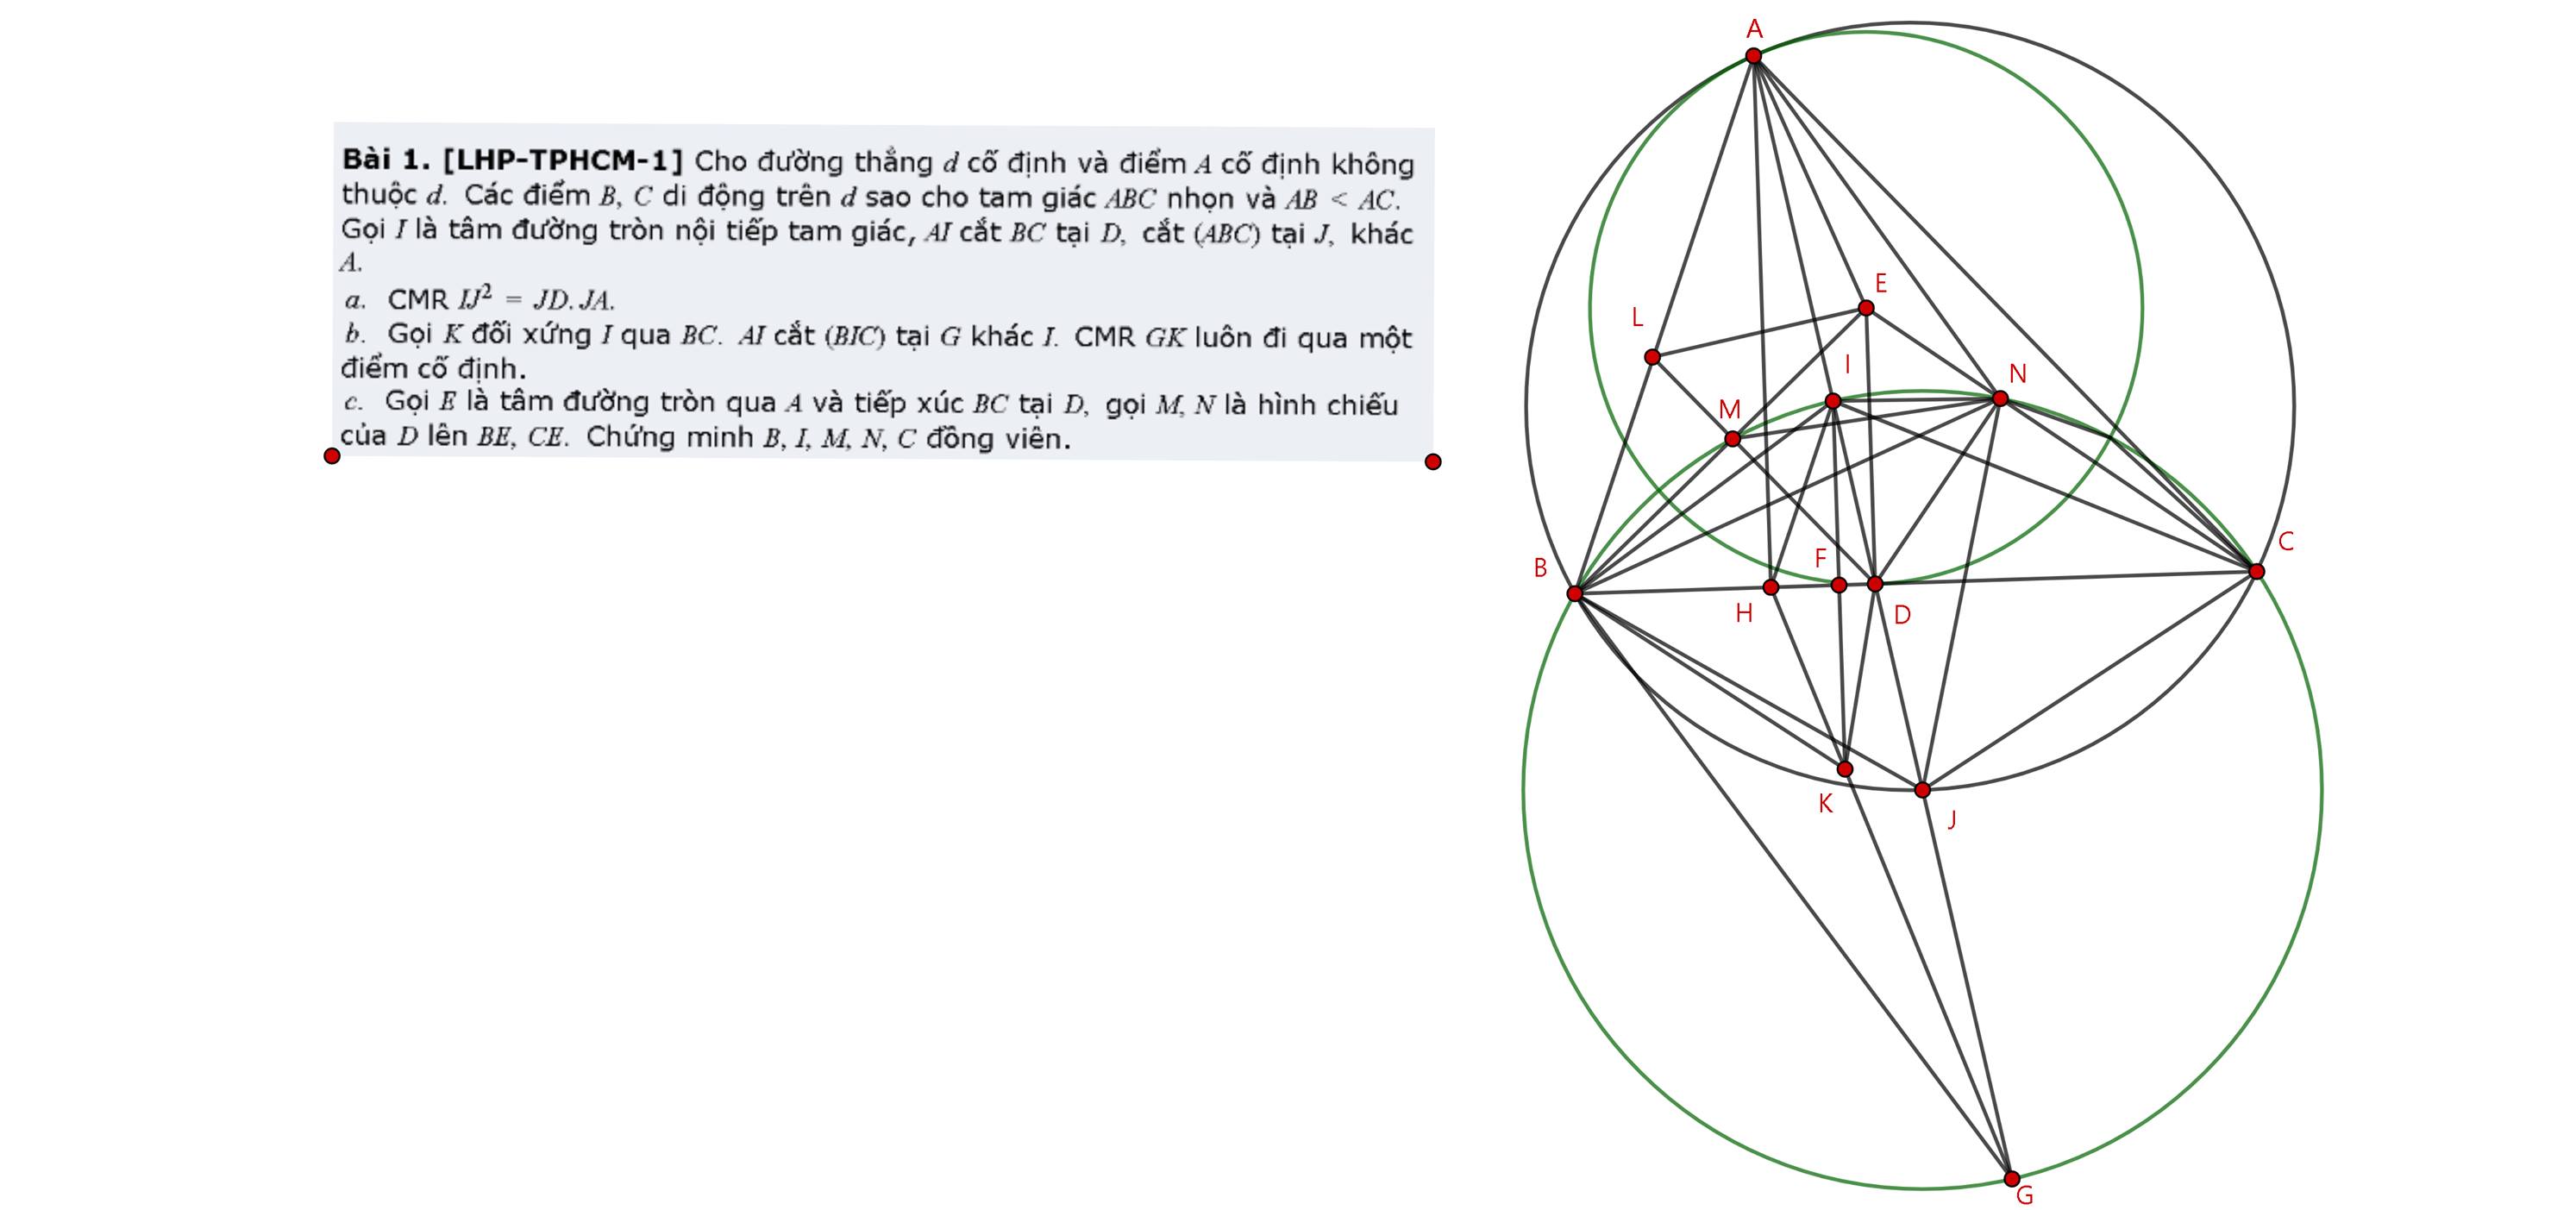 Bài 1. [LHP-TPHCM-1] Cho đường thẳng d cố định và điểm A cố định không
thuộc d. Các điểm B, C di động trên d sao cho tam giác ABC nhọn và AB < AC.
Gọi I là tâm đường tròn nội tiếp tam giác, AI cắt BC tại D, cắt (ABC) tại J, khác
A.
a. CMR IJ² = JD.JA.
b. Gọi K đối xứng I qua BC. AI cắt (BIC) tại G khác I. CMR GK luôn đi qua một
điểm cố định.
c. Gọi E là tâm đường tròn qua A và tiếp xúc BC tại D, gọi M, N là hình chiếu
của D lên BE, CE. Chứng minh B, I, M, N, C đồng viên.
A
E
L
I
N
M
B
F
C
H
D
K
J
G